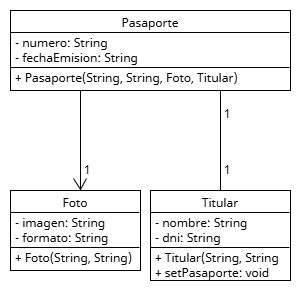 Pasaporte
- numero: String
- fechaEmision: String
+ Pasaporte(String, String, Foto, Titular)
1
1
1
Foto
- imagen: String
- formato: String
+ Foto(String, String)
Titular
- nombre: String
- dni: String
+ Titular(String, String
+ setPasaporte: void